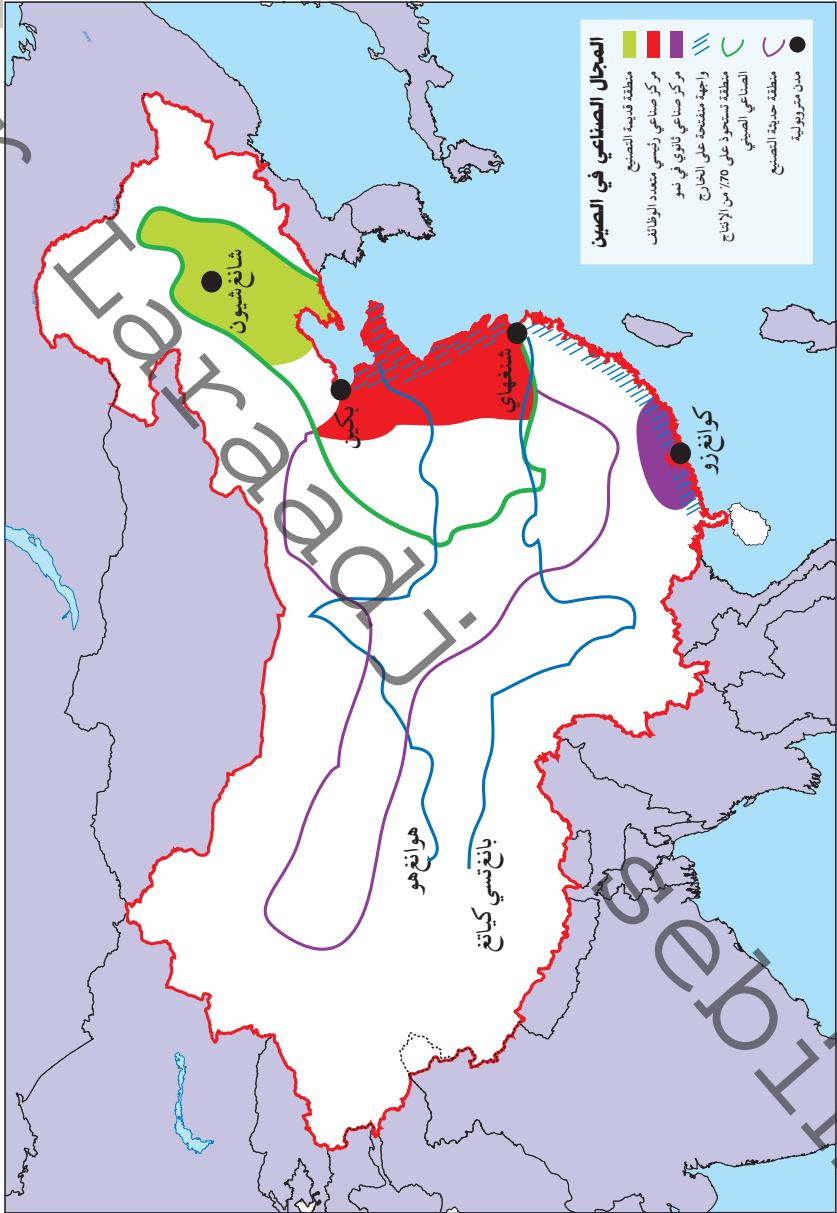 المجال الصناعي في الصين
منطقة قديمة التصنيع
مركز صناعي رئيسي متعدد الوظائف
مركز صناعي ثانوي في نمو
واجهة منفتحة على الخارج
منطقة تستحوذ على 70٪ من الإنتاج
الصناعي الصيني
منطقة حديثة التصنيع
مدن متروبولية
شانغ شيون
بكين
شنغهاي
كوانغ زو
هوانغ هو
يانغ تسي كيانغ
Laraadj
sebii